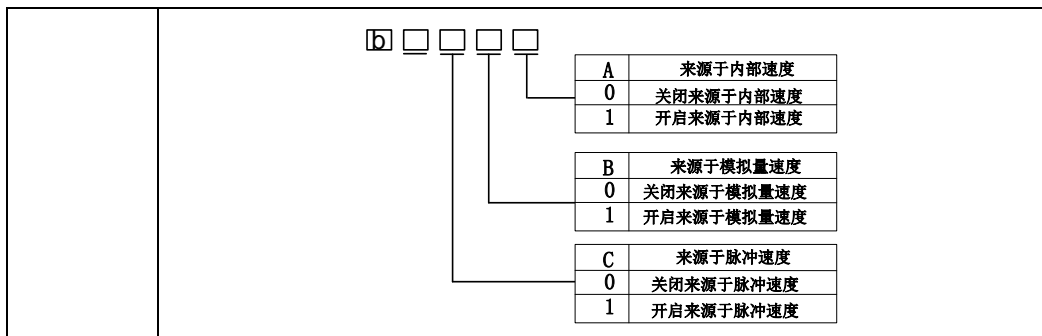 b
A 来源于内部速度
0 关闭来源于内部速度
1 开启来源于内部速度
B 来源于模拟量速度
0 关闭来源于模拟量速度
1 开启来源于模拟量速度
C 来源于脉冲速度
0 关闭来源于脉冲速度
1 开启来源于脉冲速度